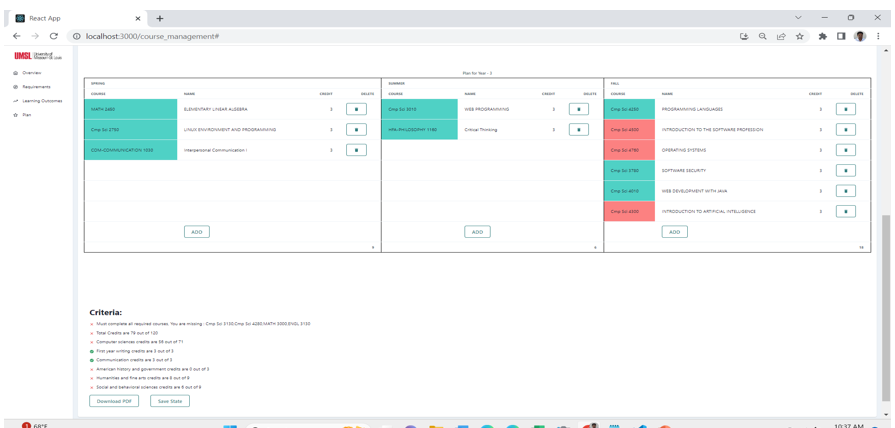 React App
localhost:3000/course_management#
UMSL University of Missouri-St. Louis
Overview
Requirements
Learning Outcomes
Plan
Plan for Year - 3
SPRING
COURSE NAME CREDIT DELETE
MATH 2450 ELEMENTARY LINEAR ALGEBRA 3
Cmp Sci 2750 LINUX ENVIRONMENT AND PROGRAMMING 3
COM-COMMUNICATION 1030 Interpersonal Communication I 3
ADD
9
SUMMER
COURSE NAME CREDIT DELETE
Cmp Sci 3010 WEB PROGRAMMING 3
HFA-PHILOSOPHY 1160 Critical Thinking 3
ADD
6
FALL
COURSE NAME CREDIT DELETE
Cmp Sci 4250 PROGRAMMING LANGUAGES 3
Cmp Sci 4500 INTRODUCTION TO THE SOFTWARE PROFESSION 3
Cmp Sci 4760 OPERATING SYSTEMS 3
Cmp Sci 3780 SOFTWARE SECURITY 3
Cmp Sci 4010 WEB DEVELOPMENT WITH JAVA 3
Cmp Sci 4300 INTRODUCTION TO ARTIFICIAL INTELLIGENCE 3
ADD
18
Criteria:
Must complete all required courses. You are missing - Cmp Sci 3130,Cmp Sci 4280,MATH 3000,ENGL 3130
Total Credits are 79 out of 120
Computer sciences credits are 59 out of 71
First year writing credits are 3 out of 3
Communication credits are 3 out of 3
American history and government credits are 0 out of 3
Humanities and fine arts credits are 6 out of 9
Social and behavioral sciences credits are 6 out of 9
Download PDF Save State
1 68°F
10:37 AM